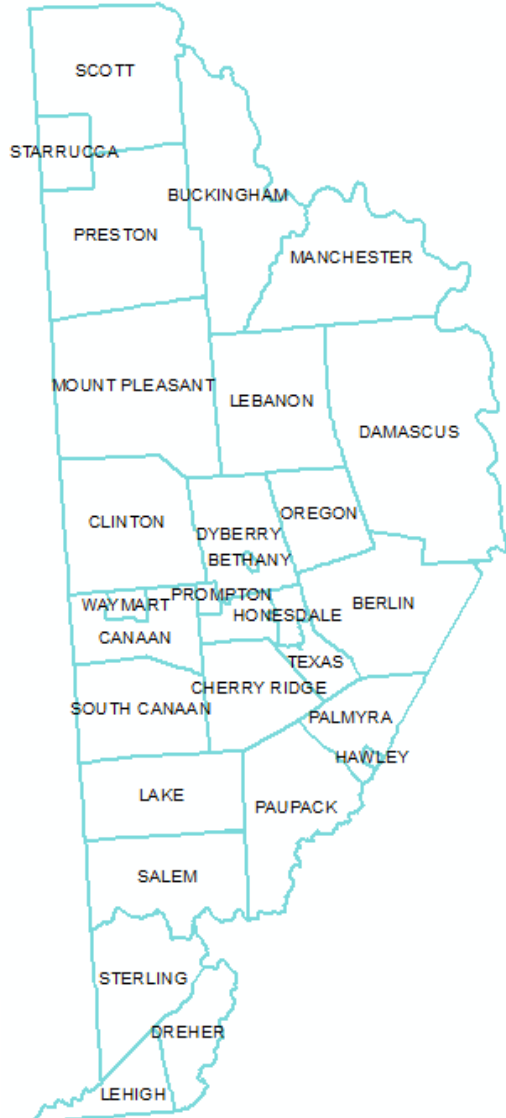 SCOTT
STARRUCCA
BUCKINGHAM
PRESTON
MANCHESTER
MOUNT PLEASANT
LEBANON
DAMASCUS
CLINTON
OREGON
DYBERRY
BETHANY
PROMPTON
WAYMART
BERLIN
HONESDALE
CANAAN
TEXAS
CHERRY RIDGE
SOUTH CANAAN
PALMYRA
HAWLEY
LAKE
PAUPACK
SALEM
STERLING
DREHER
LEHIGH